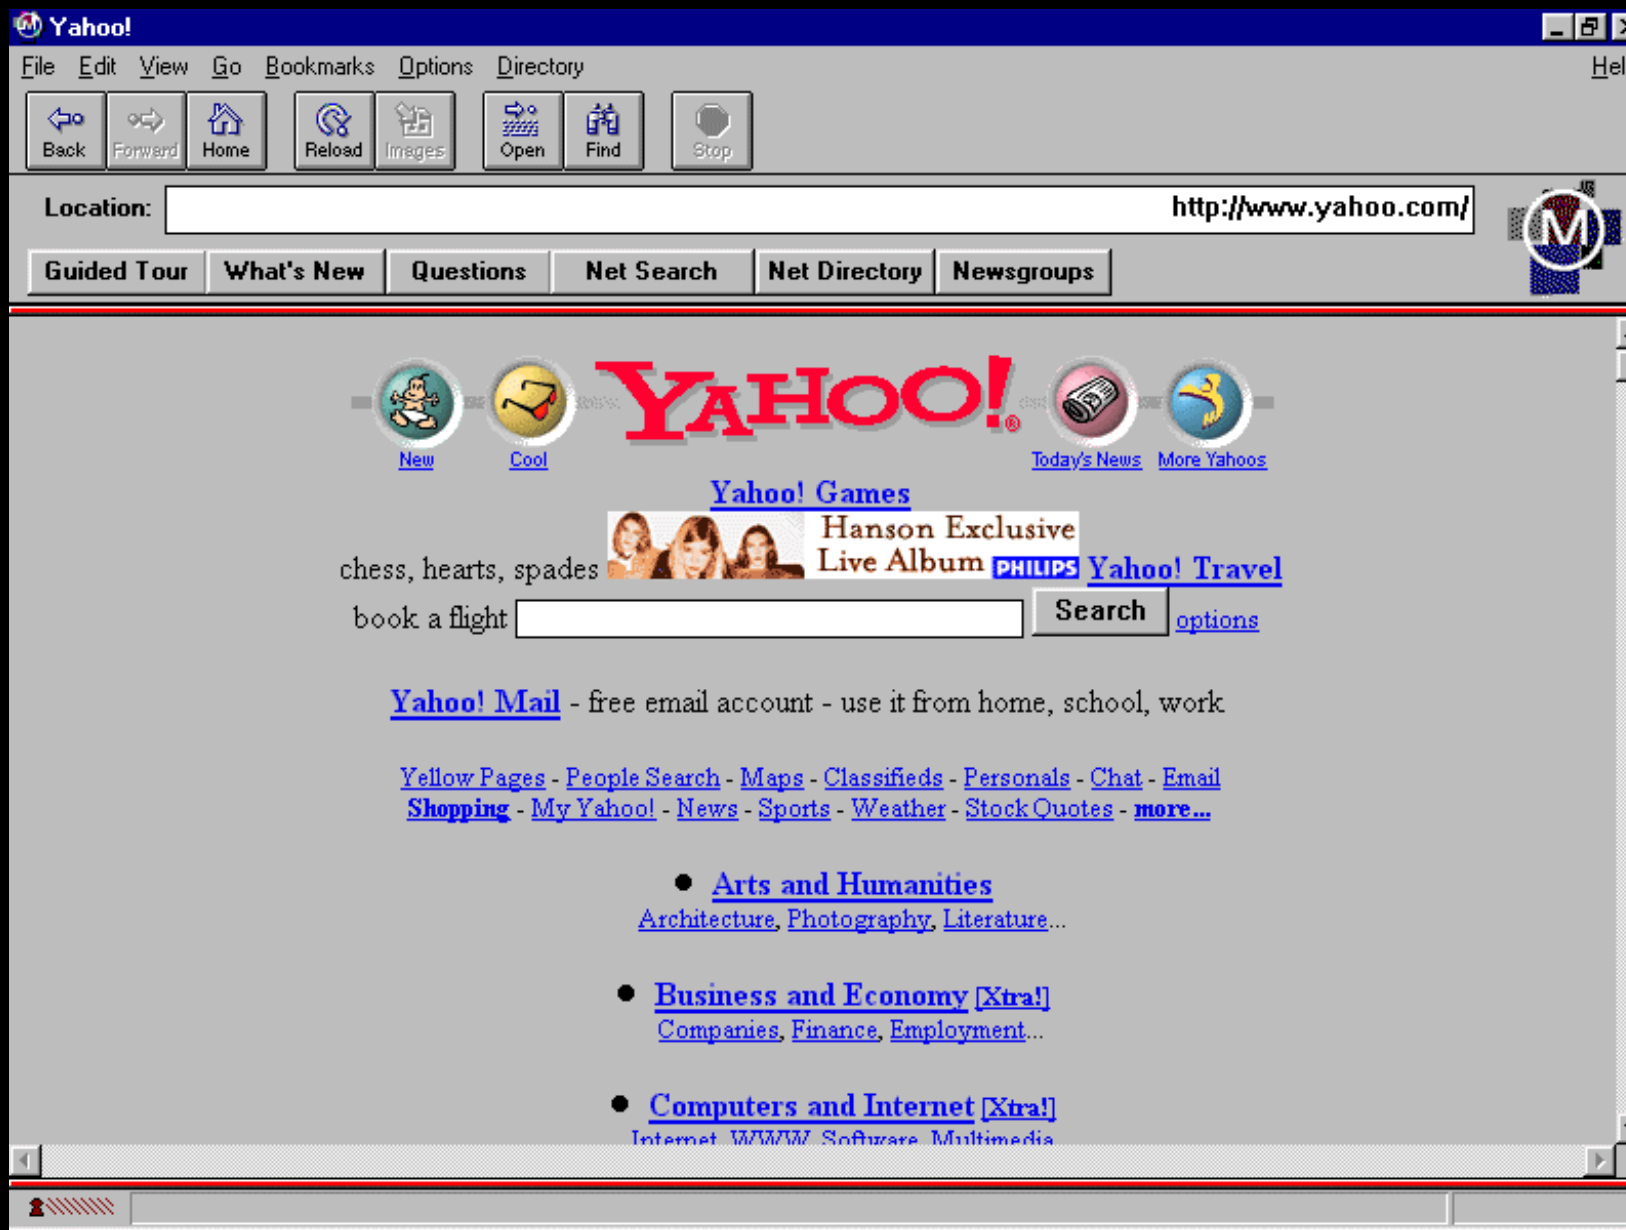 Yahoo!
File Edit View Go Bookmarks Options Directory Hel
Back Forward Home Reload Images Open Find Stop
Location: http://www.yahoo.com/
M
Guided Tour What's New Questions Net Search Net Directory Newsgroups
YAHOO!®
New Cool Today's News More Yahoos
Yahoo! Games
Hanson Exclusive
chess, hearts, spades Live Album PHILIPS Yahoo! Travel
book a flight Search options
Yahoo! Mail - free email account - use it from home, school, work
Yellow Pages - People Search - Maps - Classifieds - Personals - Chat - Email
Shopping - My Yahoo! - News - Sports - Weather - Stock Quotes - more...
• Arts and Humanities
Architecture, Photography, Literature...
• Business and Economy [Xtra!]
Companies, Finance, Employment...
• Computers and Internet [Xtra!]
Internet, WWW, Software, Multimedia